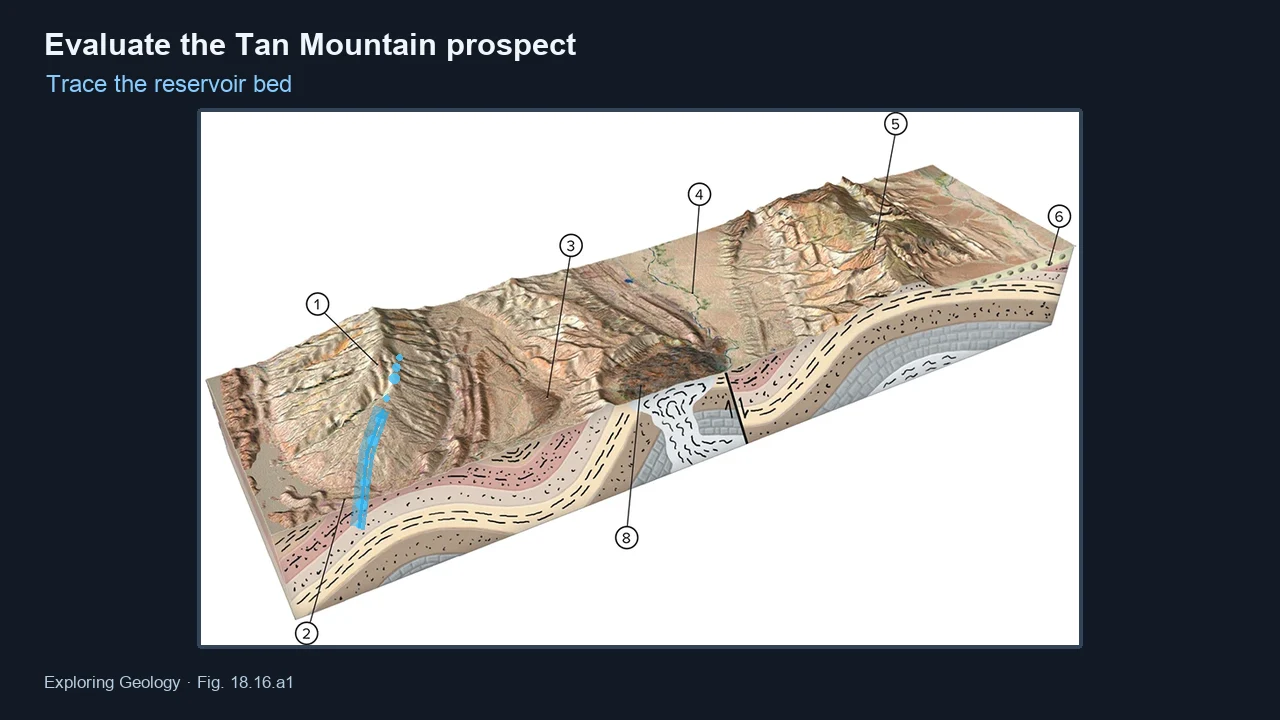 Evaluate the Tan Mountain prospect
Trace the reservoir bed
5
4
6
3
1
8
2
Exploring Geology · Fig. 18.16.a1